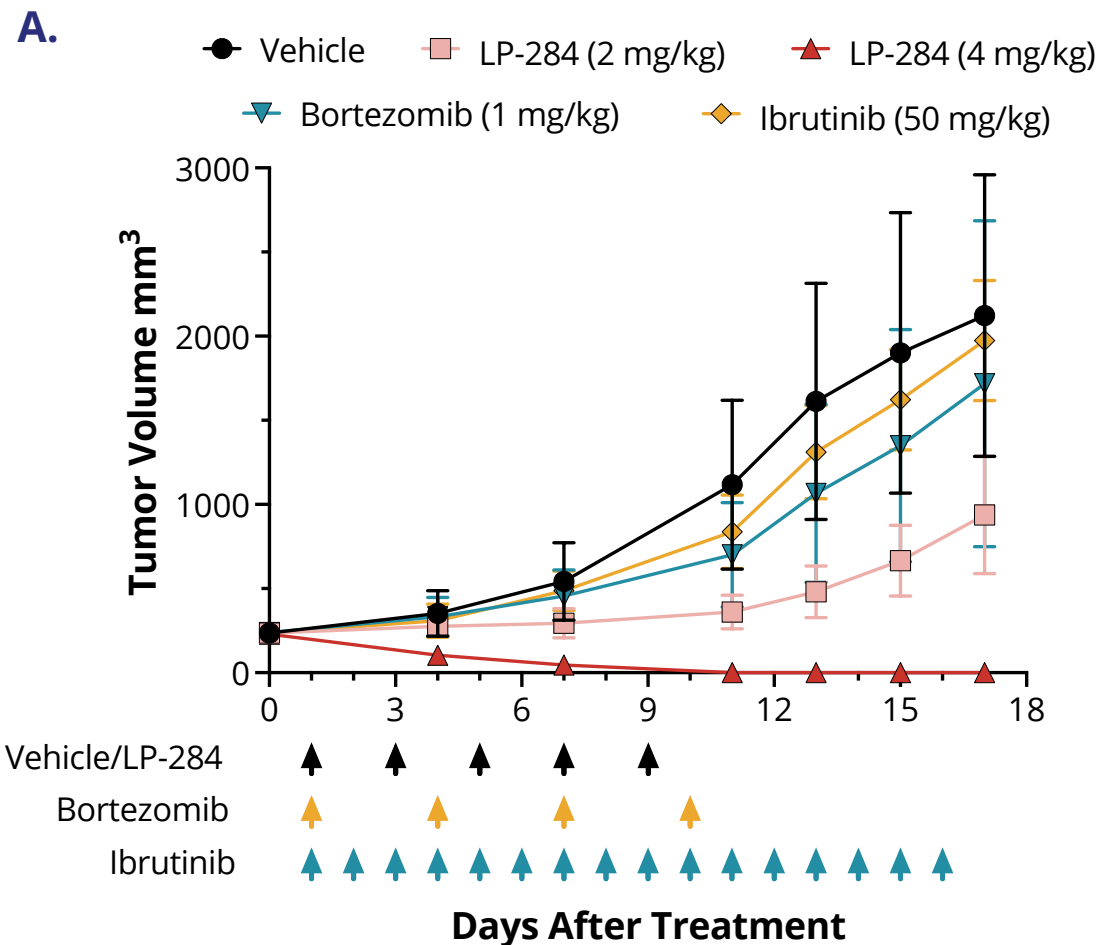 A.
Vehicle LP-284 (2 mg/kg) LP-284 (4 mg/kg)
Bortezomib (1 mg/kg) Ibrutinib (50 mg/kg)
Tumor Volume mm³
3000
2000
1000
0
0 3 6 9 12 15 18
Vehicle/LP-284
Bortezomib
Ibrutinib
Days After Treatment